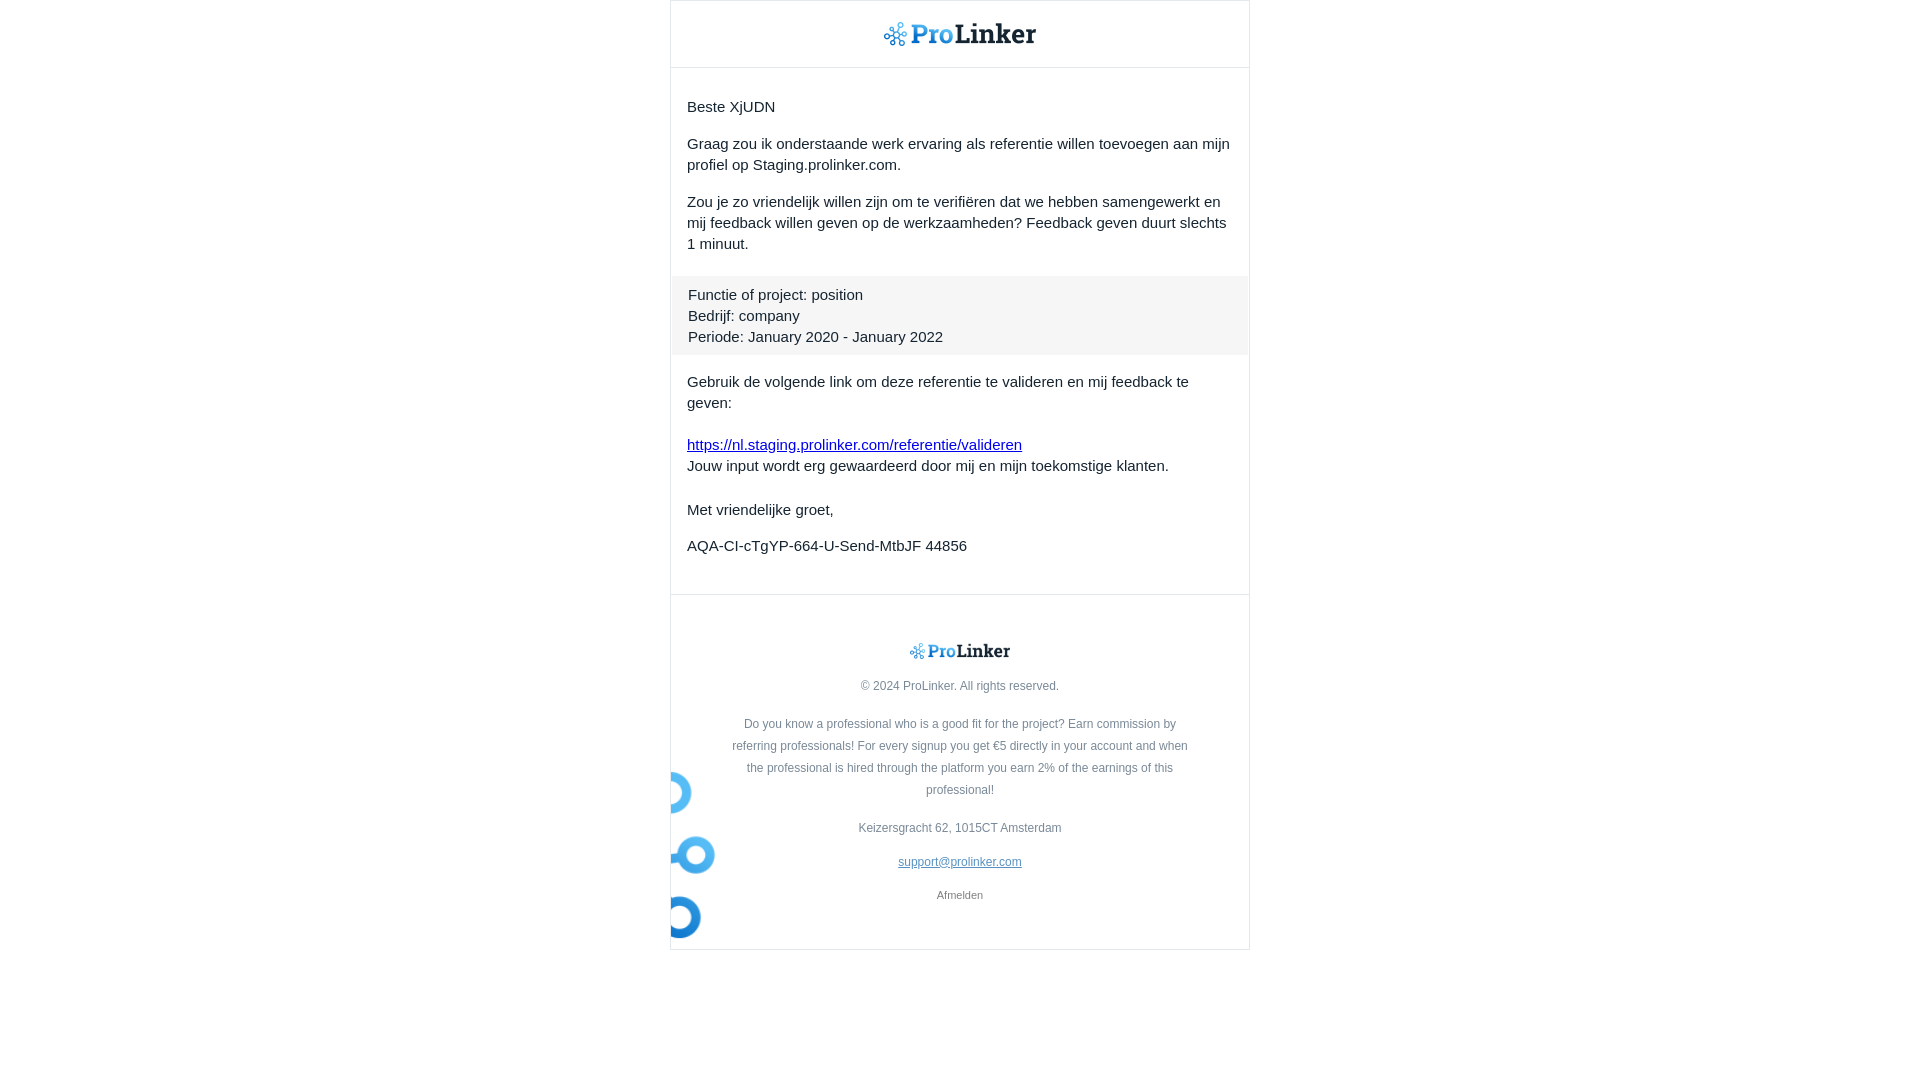 ProLinker
Beste XjUDN
Graag zou ik onderstaande werk ervaring als referentie willen toevoegen aan mijn
profiel op Staging.prolinker.com.
Zou je zo vriendelijk willen zijn om te verifiëren dat we hebben samengewerkt en
mij feedback willen geven op de werkzaamheden? Feedback geven duurt slechts
1 minuut.
Functie of project: position
Bedrijf: company
Periode: January 2020 - January 2022
Gebruik de volgende link om deze referentie te valideren en mij feedback te
geven:
https://nl.staging.prolinker.com/referentie/valideren
Jouw input wordt erg gewaardeerd door mij en mijn toekomstige klanten.
Met vriendelijke groet,
AQA-CI-cTgYP-664-U-Send-MtbJF 44856
ProLinker
© 2024 ProLinker. All rights reserved.
Do you know a professional who is a good fit for the project? Earn commission by
referring professionals! For every signup you get €5 directly in your account and when
the professional is hired through the platform you earn 2% of the earnings of this
professional!
Keizersgracht 62, 1015CT Amsterdam
support@prolinker.com
Afmelden